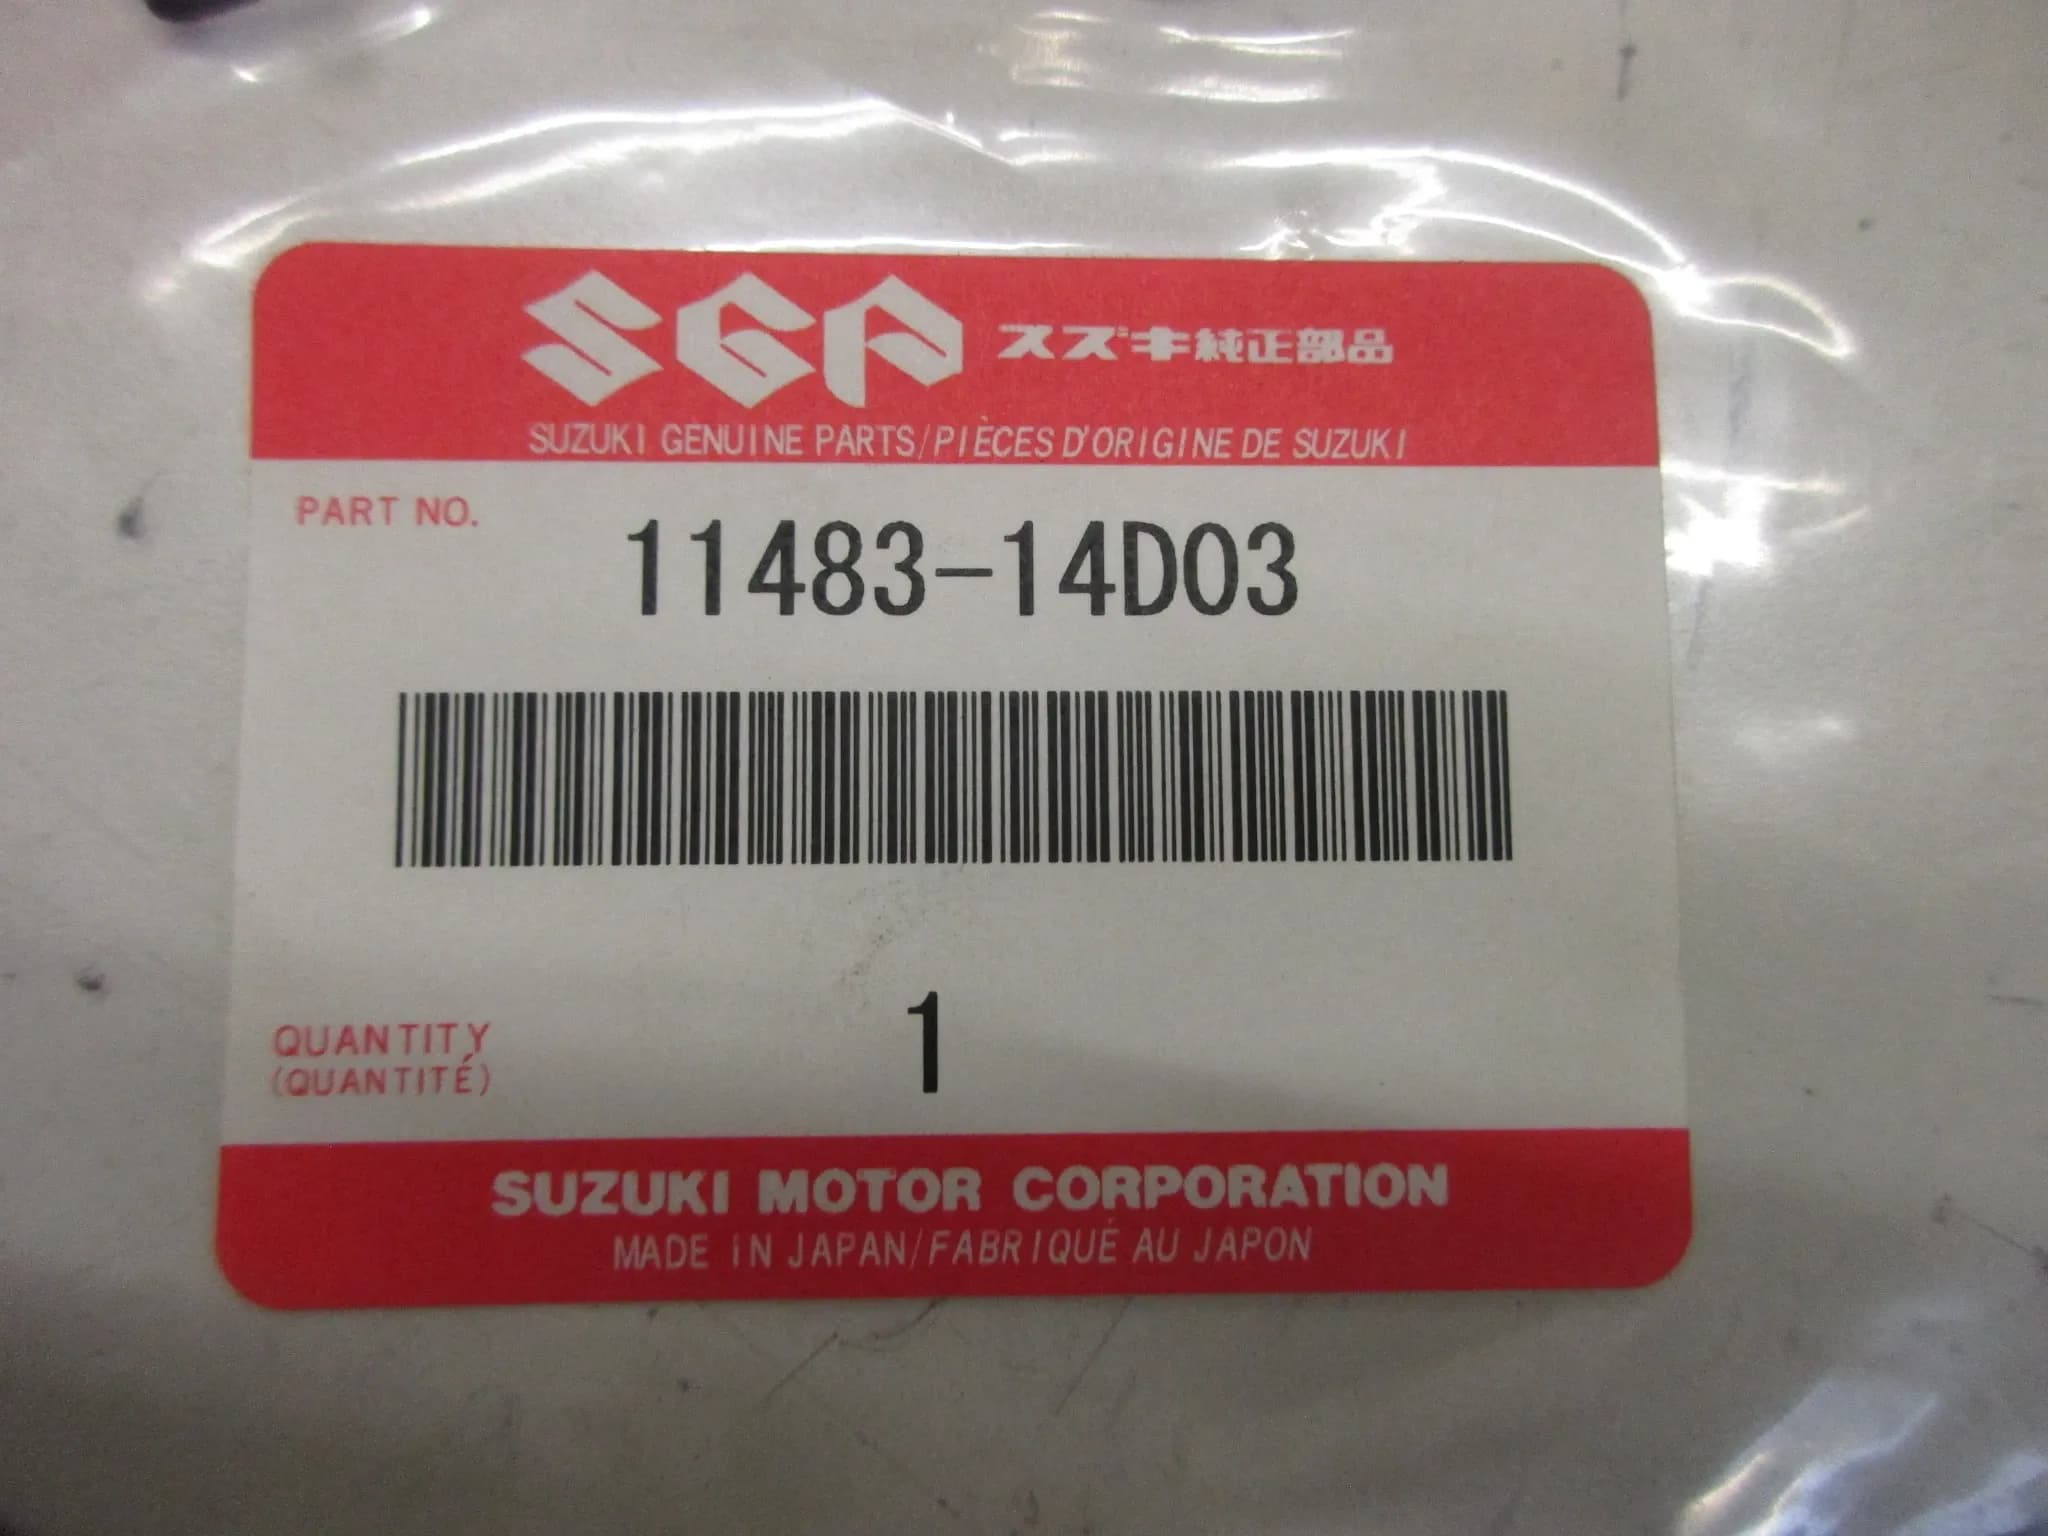 SGP スズキ純正部品
SUZUKI GENUINE PARTS/PIÈCES D'ORIGINE DE SUZUKI
PART NO. 11483-14D03
QUANTITY 1
(QUANTITÉ)
SUZUKI MOTOR CORPORATION
MADE IN JAPAN/FABRIQUÉ AU JAPON